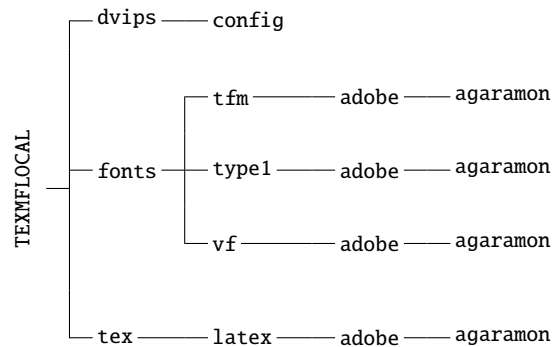 TEXMFLOCAL
dvips config
tfm adobe agaramon
fonts type1 adobe agaramon
vf adobe agaramon
tex latex adobe agaramon